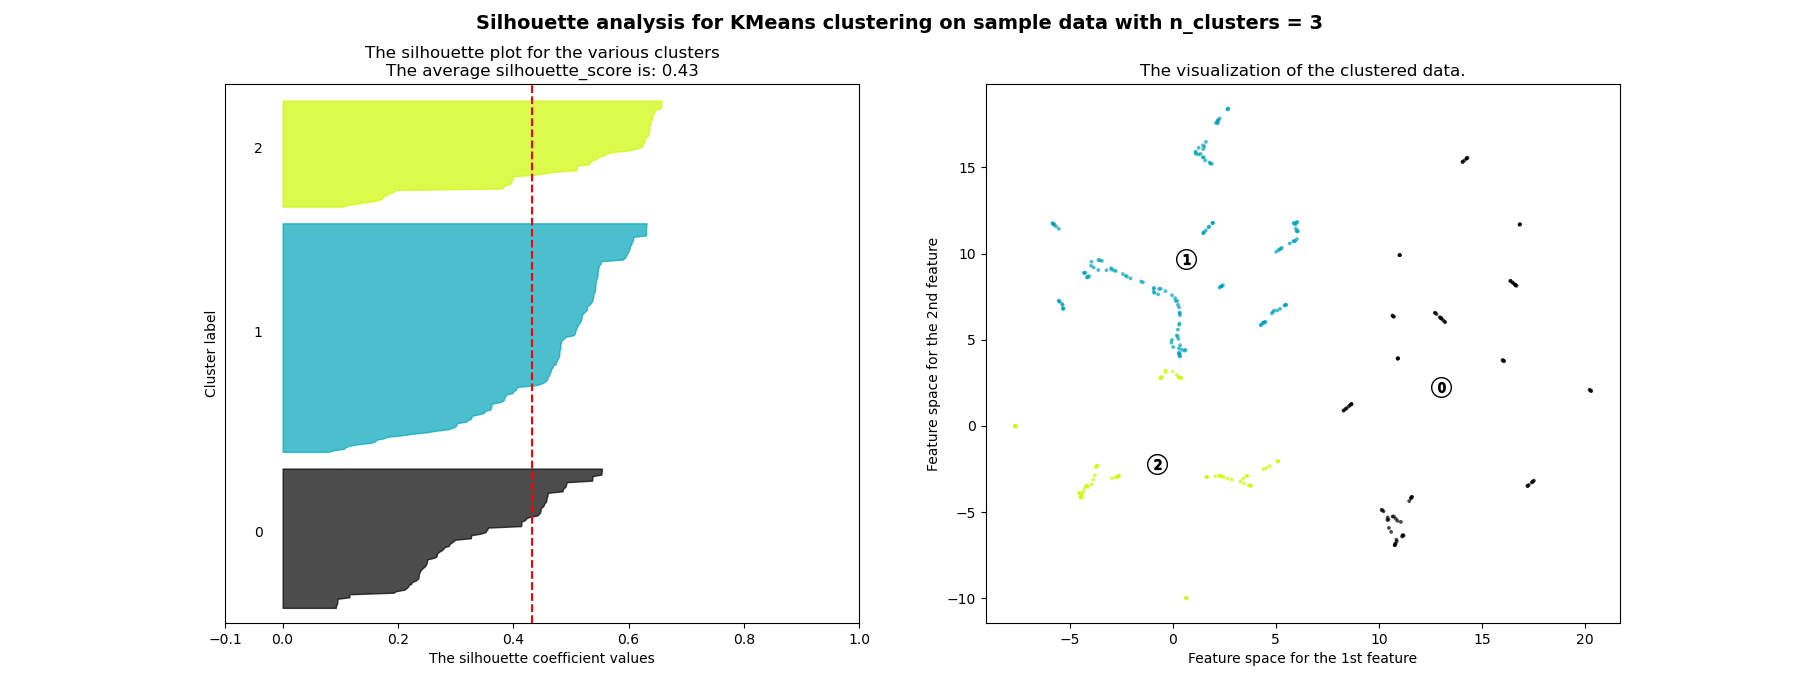 Silhouette analysis for KMeans clustering on sample data with n_clusters = 3
The silhouette plot for the various clusters
The average silhouette_score is: 0.43
Cluster label
2
1
0
−0.1 0.0 0.2 0.4 0.6 0.8 1.0
The silhouette coefficient values
The visualization of the clustered data.
Feature space for the 2nd feature
15
10
5
0
−5
−10
1
0
2
−5 0 5 10 15 20
Feature space for the 1st feature